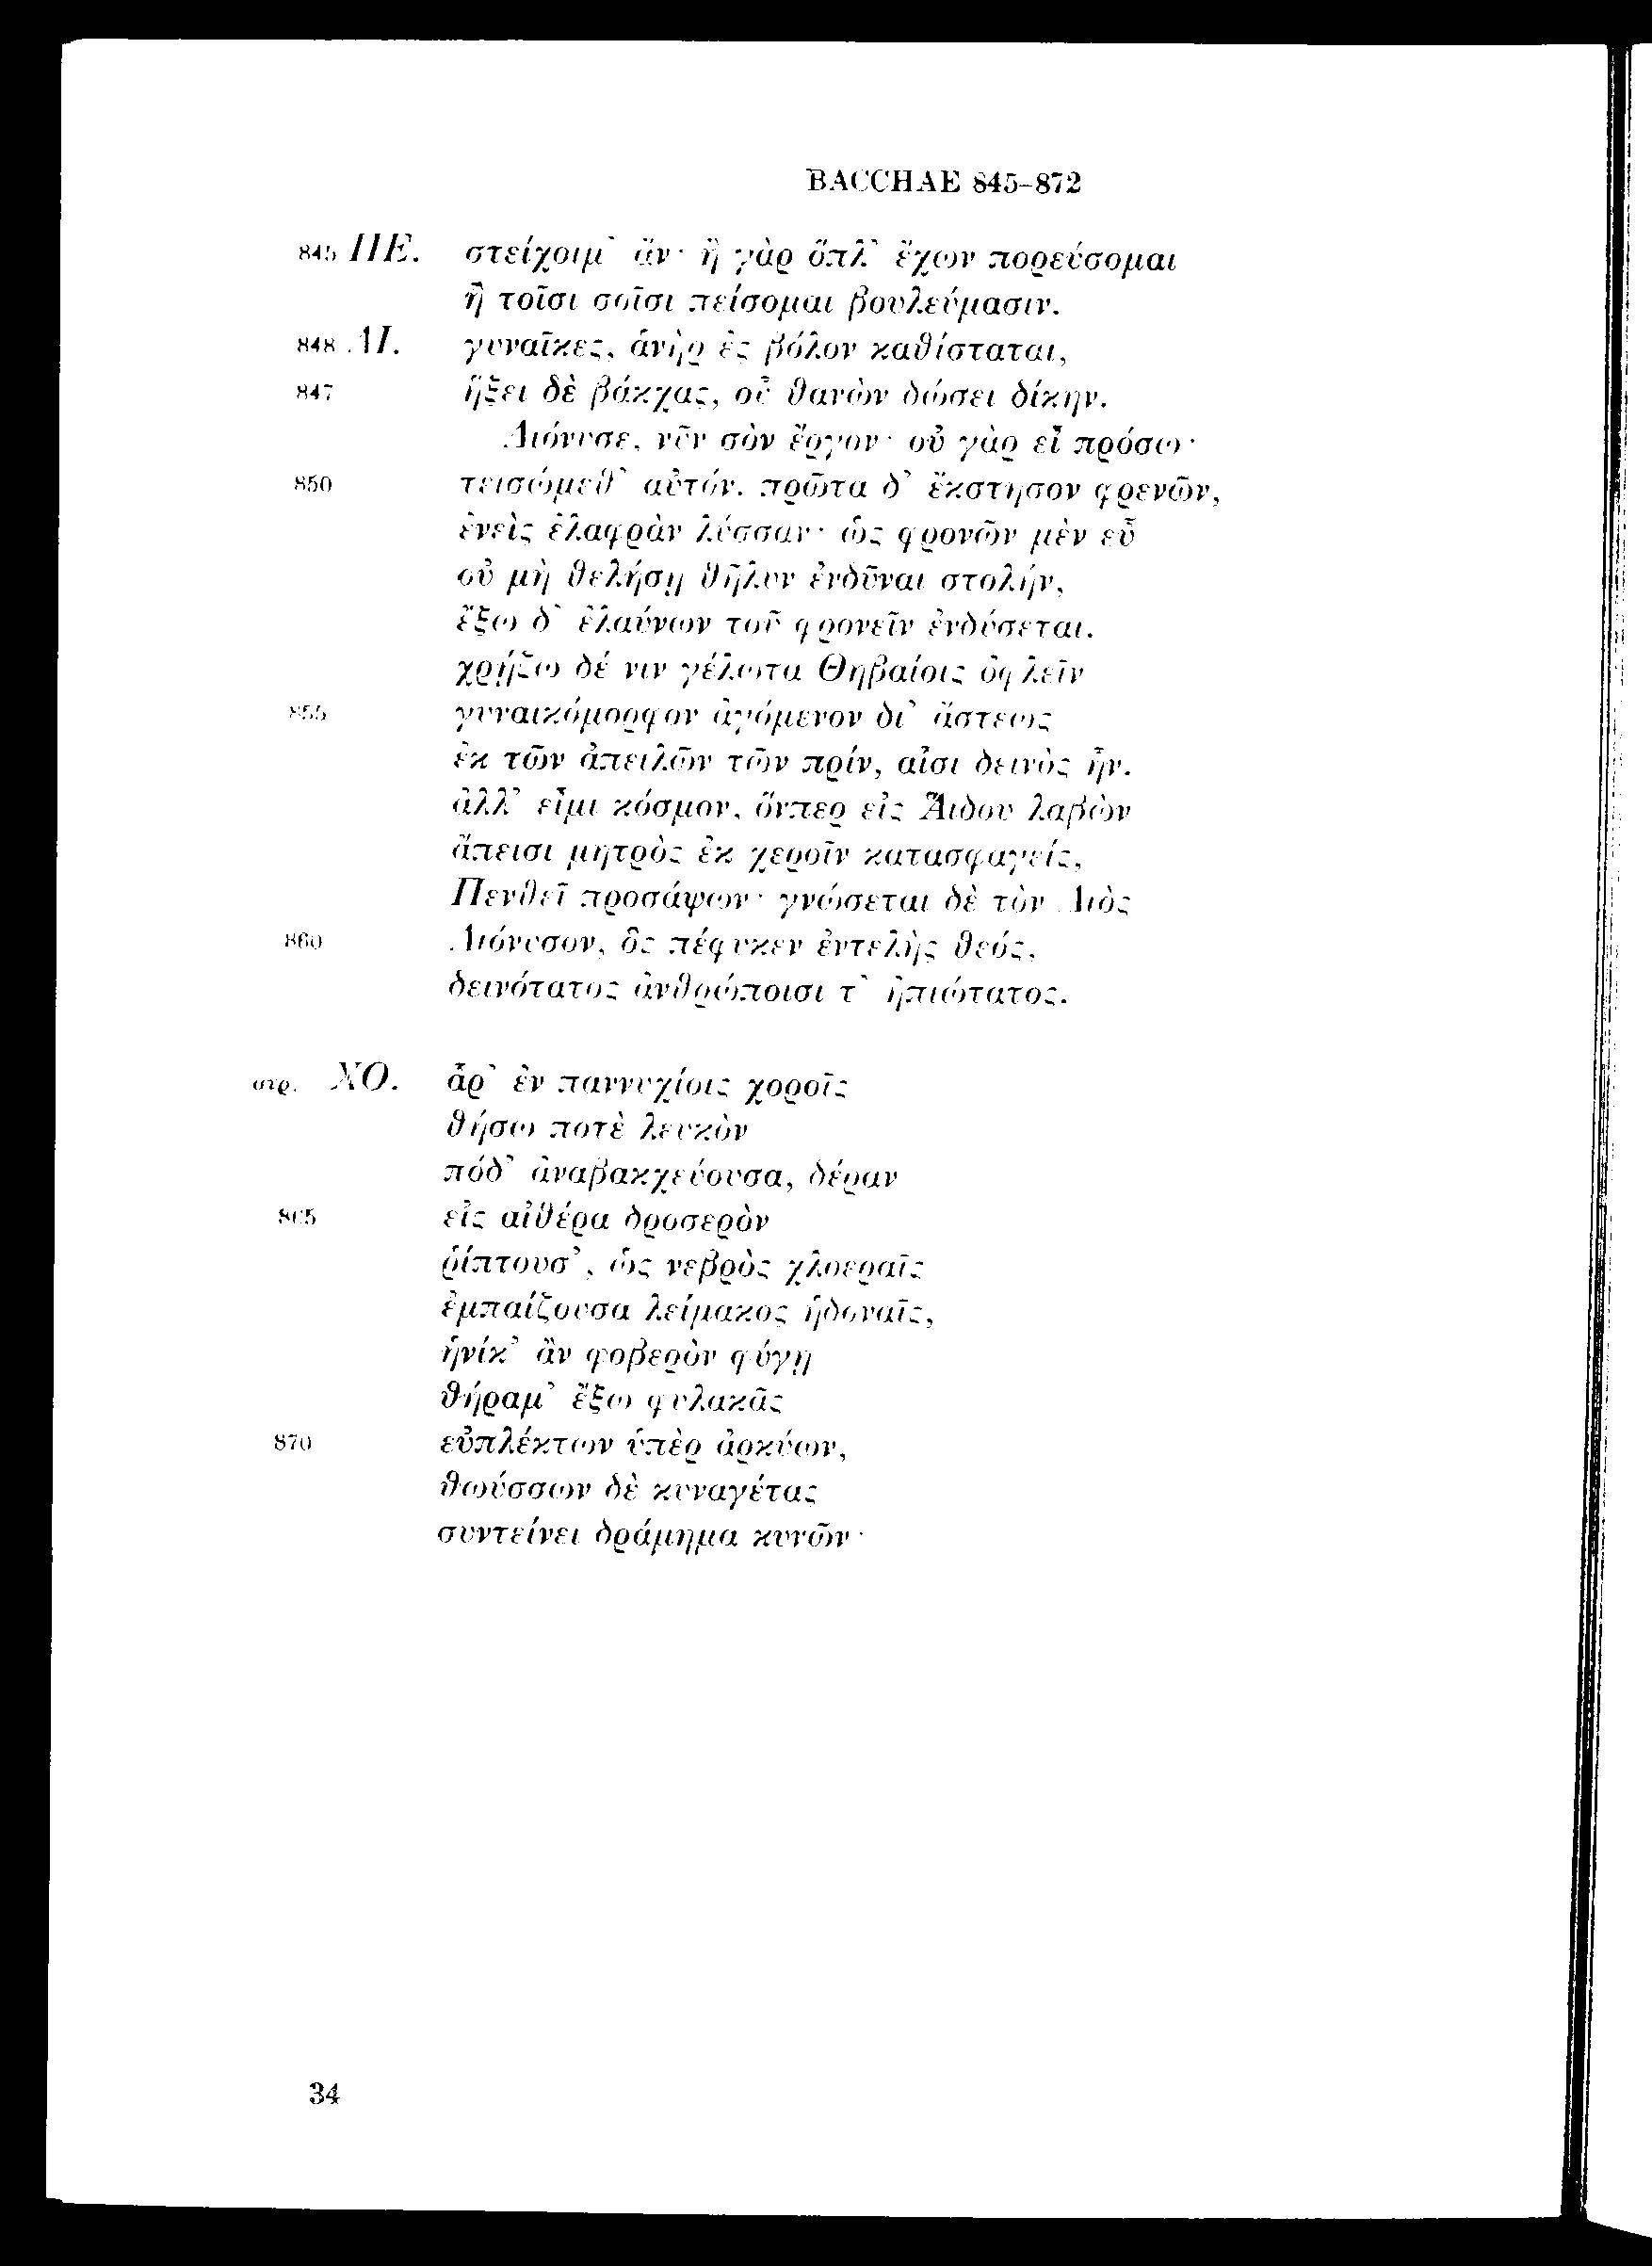 BACCHAE 845-872
845 ΠΕ. στείχοιμ᾽ ἄν· ἢ γὰρ ὅπλ᾽ ἔχων πορεύσομαι
ἢ τοῖσι σοῖσι πείσομαι βουλεύμασιν.
848 ΔΙ. γυναῖκες, ἁνὴρ ἐς βόλον καθίσταται,
847 ἥξει δὲ βάκχας, οὗ θανὼν δώσει δίκην.
Διόνυσε, νῦν σὸν ἔργον· οὐ γὰρ εἶ πρόσω·
850 τεισώμεθ᾽ αὐτόν. πρῶτα δ᾽ ἔκστησον φρενῶν,
ἐνεὶς ἐλαφρὰν λύσσαν· ὡς φρονῶν μὲν εὖ
οὐ μὴ θελήσῃ θῆλυν ἐνδῦναι στολήν,
ἔξω δ᾽ ἐλαύνων τοῦ φρονεῖν ἐνδύσεται.
χρῄζω δέ νιν γέλωτα Θηβαίοις ὀφλεῖν
855 γυναικόμορφον ἀγόμενον δι᾽ ἄστεως
ἐκ τῶν ἀπειλῶν τῶν πρίν, αἷσι δεινὸς ἦν.
ἀλλ᾽ εἶμι κόσμον, ὅνπερ εἰς Ἅιδου λαβὼν
ἄπεισι μητρὸς ἐκ χεροῖν κατασφαγείς,
Πενθεῖ προσάψων· γνώσεται δὲ τὸν Διὸς
860 Διόνυσον, ὃς πέφυκεν ἐντελὴς θεός,
δεινότατος ἀνθρώποισι τ᾽ ἠπιώτατος.
στρ. ΧΟ. ἆρ᾽ ἐν παννυχίοις χοροῖς
θήσω ποτὲ λευκὸν
πόδ᾽ ἀναβακχεύουσα, δέραν
865 εἰς αἰθέρα δροσερὸν
ῥίπτουσ᾽, ὡς νεβρὸς χλοεραῖς
ἐμπαίζουσα λείμακος ἡδοναῖς,
ἡνίκ᾽ ἂν φοβερὸν φύγῃ
θήραμ᾽ ἔξω φυλακᾶς
870 εὐπλέκτων ὑπὲρ ἀρκύων,
θωύσσων δὲ κυναγέτας
συντείνει δράμημα κυνῶν·
34